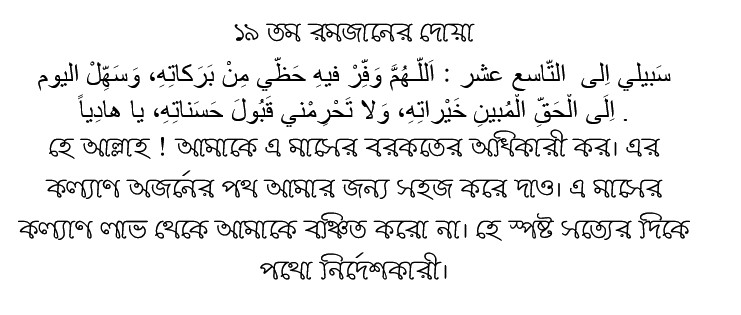 ১৯ তম রমজানের দোয়া
سَبيلي اِلى التّاسع عشر : اَللّـهُمَّ وَفِّرْ فيهِ حَظّي مِنْ بَرَكاتِهِ، وَسَهِّلْ اليوم
اِلَى الْحَقِّ الْمُبينِ خَيْراتِهِ، وَلا تَحْرِمْني قَبُولَ حَسَناتِهِ، يا هادِياً .
হে আল্লাহ ! আমাকে এ মাসের বরকতের অধিকারী কর। এর
কল্যাণ অর্জনের পথ আমার জন্য সহজ করে দাও। এ মাসের
কল্যাণ লাভ থেকে আমাকে বঞ্চিত করো না। হে স্পষ্ট সত্যের দিকে
পথো নির্দেশকারী।